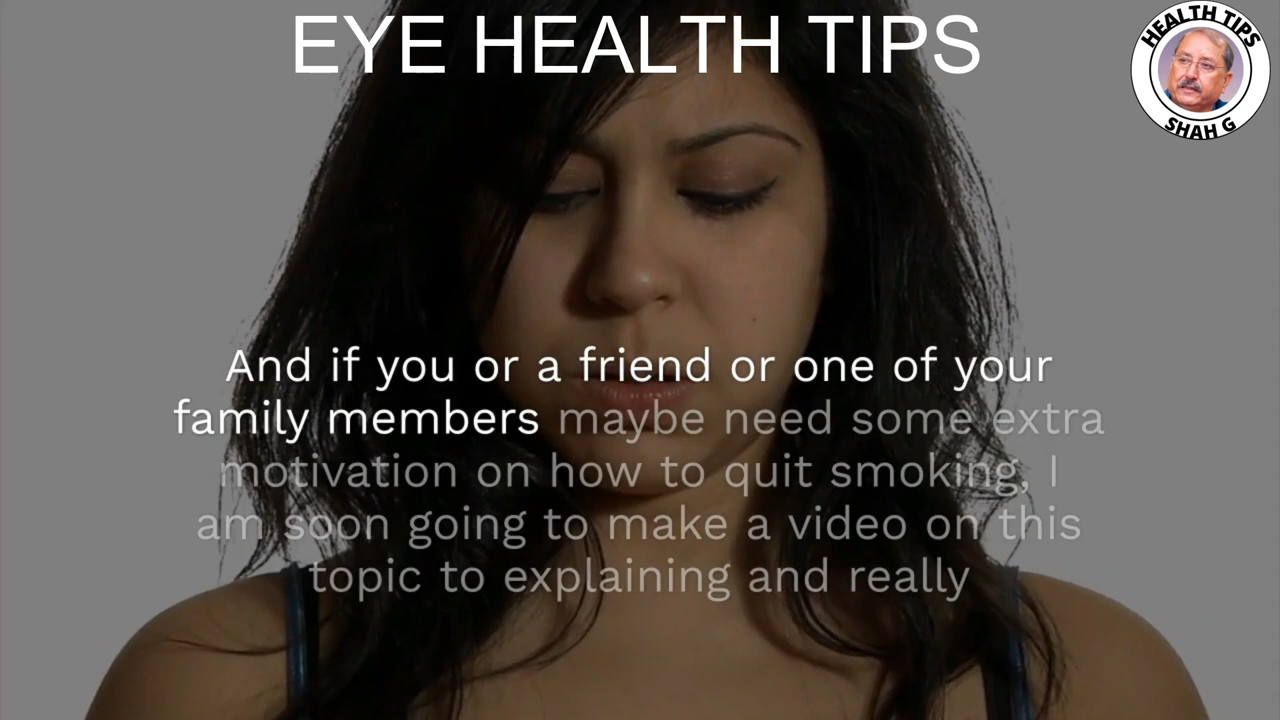 EYE HEALTH TIPS
HEALTH TIPS
SHAH G
And if you or a friend or one of your
family members maybe need some extra
motivation on how to quit smoking, I
am soon going to make a video on this
topic to explaining and really